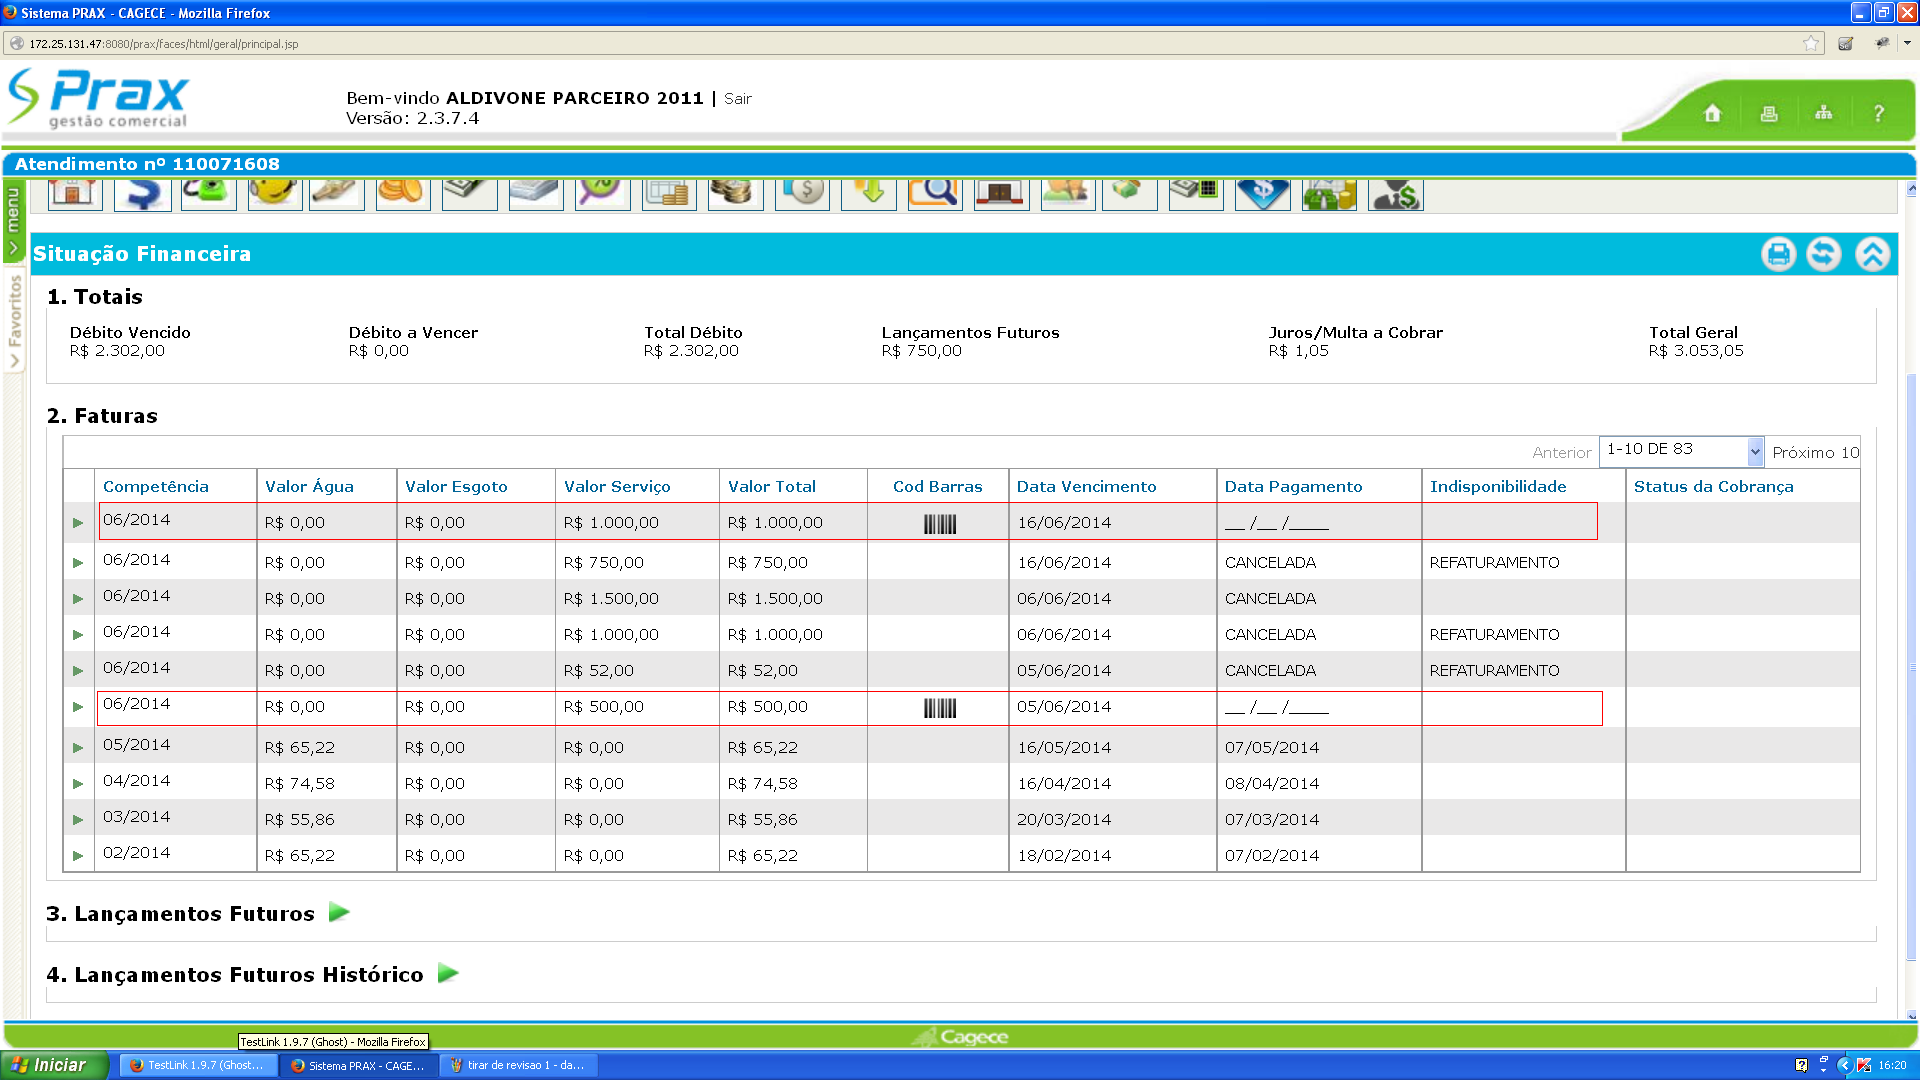 Sistema PRAX - CAGECE - Mozilla Firefox
172.25.131.47:8080/prax/faces/html/geral/principal.jsp
Prax
gestão comercial
Bem-vindo ALDIVONE PARCEIRO 2011 | Sair
Versão: 2.3.7.4
?
Atendimento nº 110071608
menu
Favoritos
Situação Financeira
1. Totais
Débito Vencido Débito a Vencer Total Débito Lançamentos Futuros Juros/Multa a Cobrar Total Geral
R$ 2.302,00 R$ 0,00 R$ 2.302,00 R$ 750,00 R$ 1,05 R$ 3.053,05
2. Faturas
Anterior 1-10 DE 83 Próximo 10
Competência Valor Água Valor Esgoto Valor Serviço Valor Total Cod Barras Data Vencimento Data Pagamento Indisponibilidade Status da Cobrança
06/2014 R$ 0,00 R$ 0,00 R$ 1.000,00 R$ 1.000,00 16/06/2014 __ /__ /____
06/2014 R$ 0,00 R$ 0,00 R$ 750,00 R$ 750,00 16/06/2014 CANCELADA REFATURAMENTO
06/2014 R$ 0,00 R$ 0,00 R$ 1.500,00 R$ 1.500,00 06/06/2014 CANCELADA
06/2014 R$ 0,00 R$ 0,00 R$ 1.000,00 R$ 1.000,00 06/06/2014 CANCELADA REFATURAMENTO
06/2014 R$ 0,00 R$ 0,00 R$ 52,00 R$ 52,00 05/06/2014 CANCELADA REFATURAMENTO
06/2014 R$ 0,00 R$ 0,00 R$ 500,00 R$ 500,00 05/06/2014 __ /__ /____
05/2014 R$ 65,22 R$ 0,00 R$ 0,00 R$ 65,22 16/05/2014 07/05/2014
04/2014 R$ 74,58 R$ 0,00 R$ 0,00 R$ 74,58 16/04/2014 08/04/2014
03/2014 R$ 55,86 R$ 0,00 R$ 0,00 R$ 55,86 20/03/2014 07/03/2014
02/2014 R$ 65,22 R$ 0,00 R$ 0,00 R$ 65,22 18/02/2014 07/02/2014
3. Lançamentos Futuros
4. Lançamentos Futuros Histórico
Cagece
TestLink 1.9.7 (Ghost) - Mozilla Firefox
Iniciar TestLink 1.9.7 (Ghost... Sistema PRAX - CAGE... tirar de revisao 1 - da... 16:20